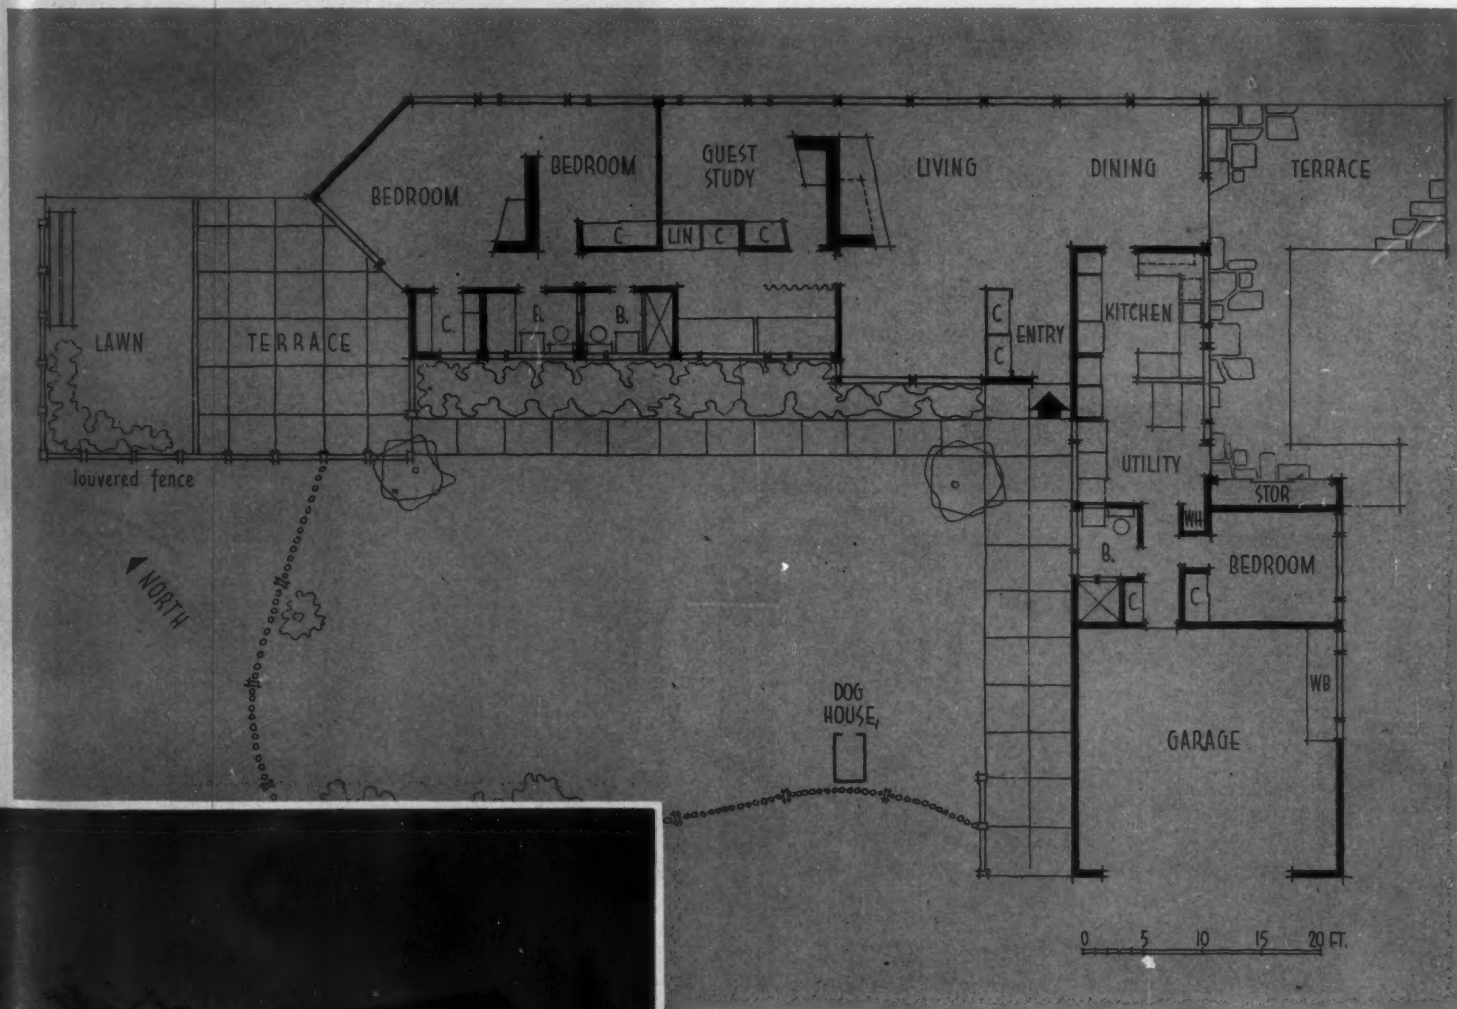 BEDROOM
BEDROOM
GUEST
STUDY
LIVING
DINING
TERRACE
C
LIN
C
C
LAWN
TERRACE
C.
B.
B.
C
C
ENTRY
KITCHEN
louvered fence
UTILITY
STOR
WH
B.
BEDROOM
C
C
NORTH
WB
DOG
HOUSE
GARAGE
0 5 10 15 20 FT.